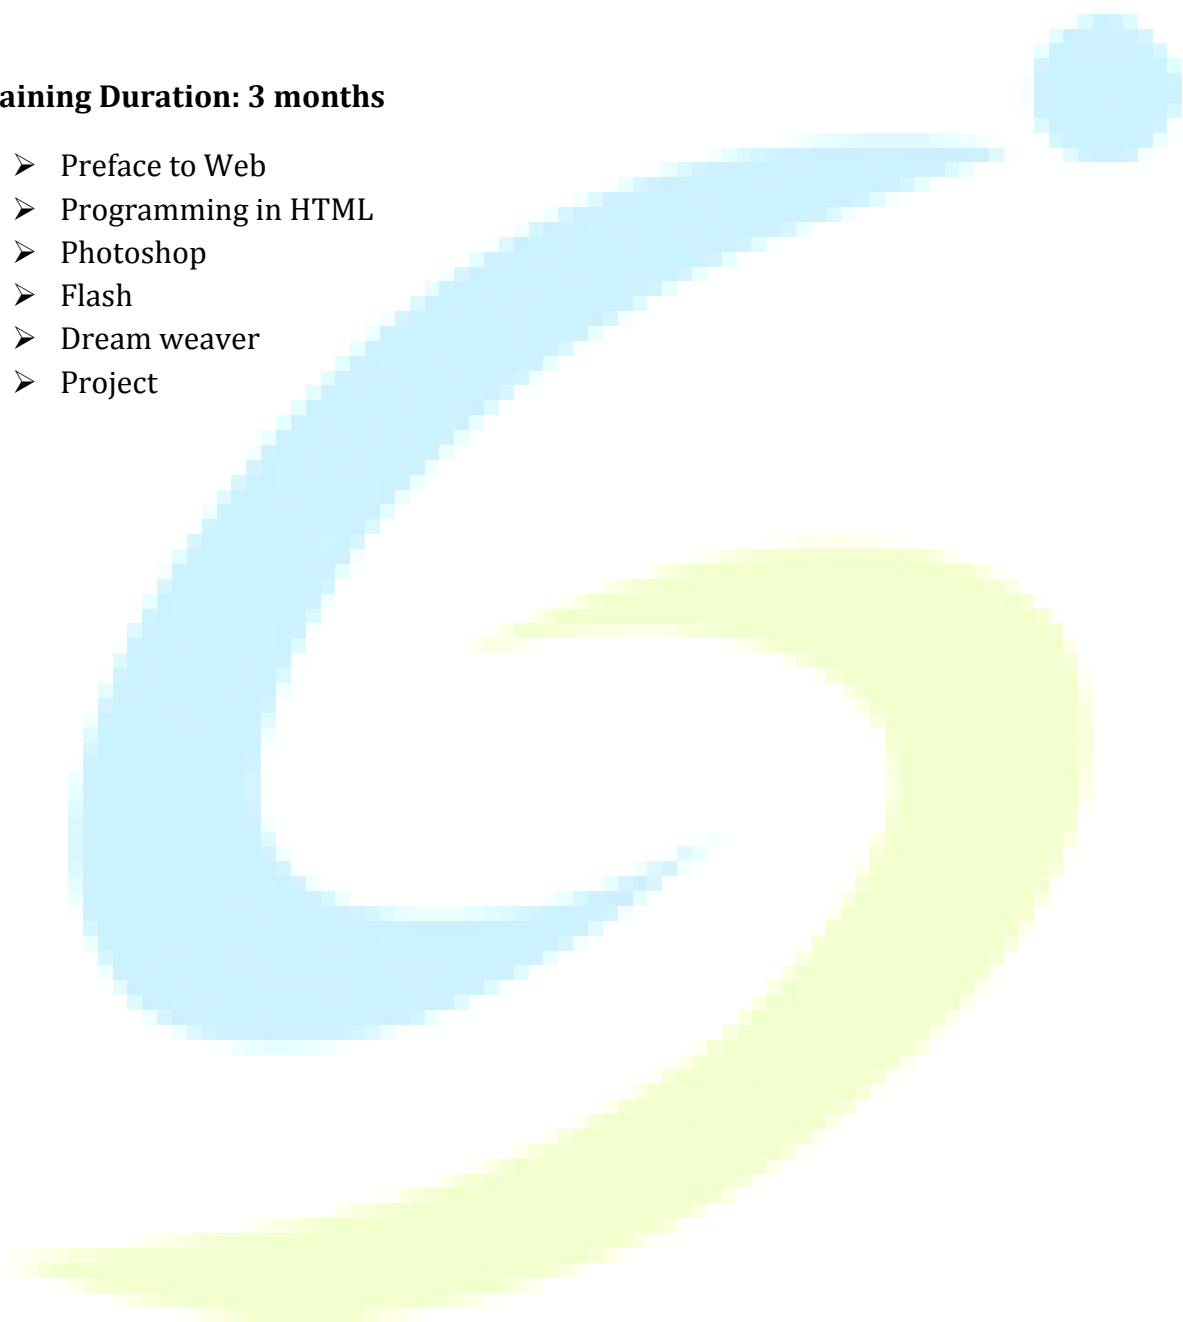 aining Duration: 3 months
➢ Preface to Web
➢ Programming in HTML
➢ Photoshop
➢ Flash
➢ Dream weaver
➢ Project